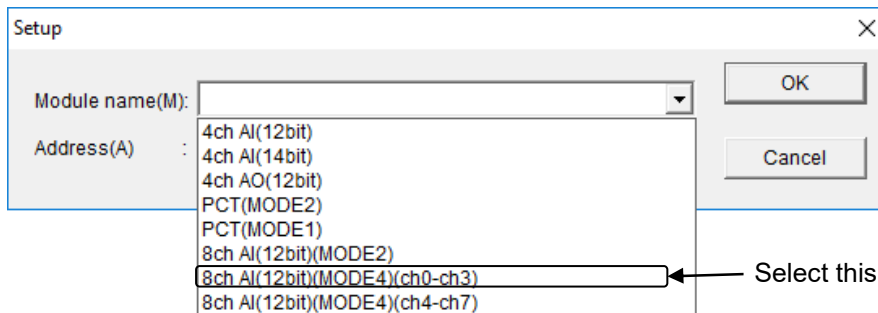 Setup
Module name(M):
OK
4ch AI(12bit)
Address(A) :
4ch AI(14bit)
Cancel
4ch AO(12bit)
PCT(MODE2)
PCT(MODE1)
8ch AI(12bit)(MODE2)
8ch AI(12bit)(MODE4)(ch0-ch3)
Select this
8ch AI(12bit)(MODE4)(ch4-ch7)